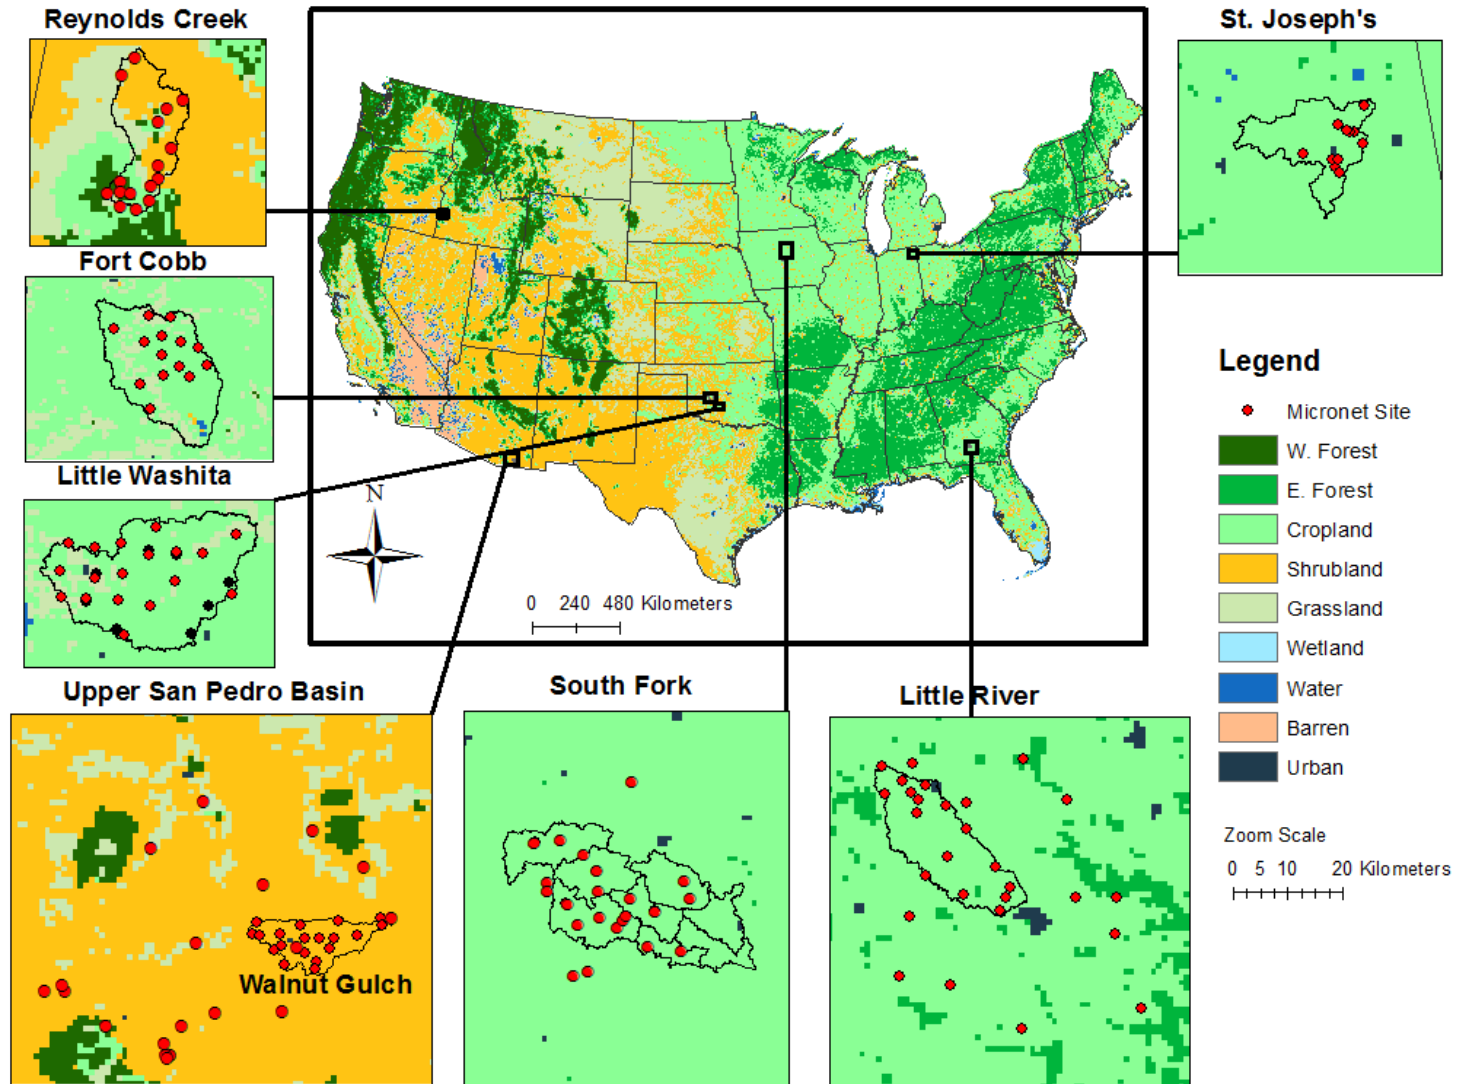 Reynolds Creek
St. Joseph's
Fort Cobb
Little Washita
N
0 240 480 Kilometers
Upper San Pedro Basin
Walnut Gulch
South Fork
Little River
Legend
Micronet Site
W. Forest
E. Forest
Cropland
Shrubland
Grassland
Wetland
Water
Barren
Urban
Zoom Scale
0 5 10 20 Kilometers